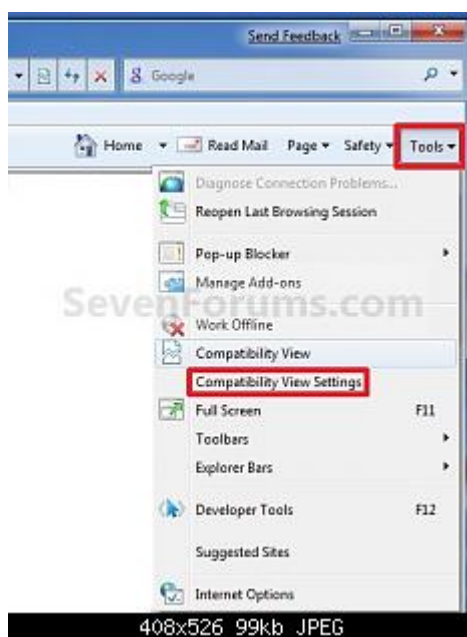 Send Feedback
Google
Home Read Mail Page Safety Tools
Diagnose Connection Problems...
Reopen Last Browsing Session
Pop-up Blocker
Manage Add-ons
SevenForums.com
Work Offline
Compatibility View
Compatibility View Settings
Full Screen F11
Toolbars
Explorer Bars
Developer Tools F12
Suggested Sites
Internet Options
408x526 99kb JPEG